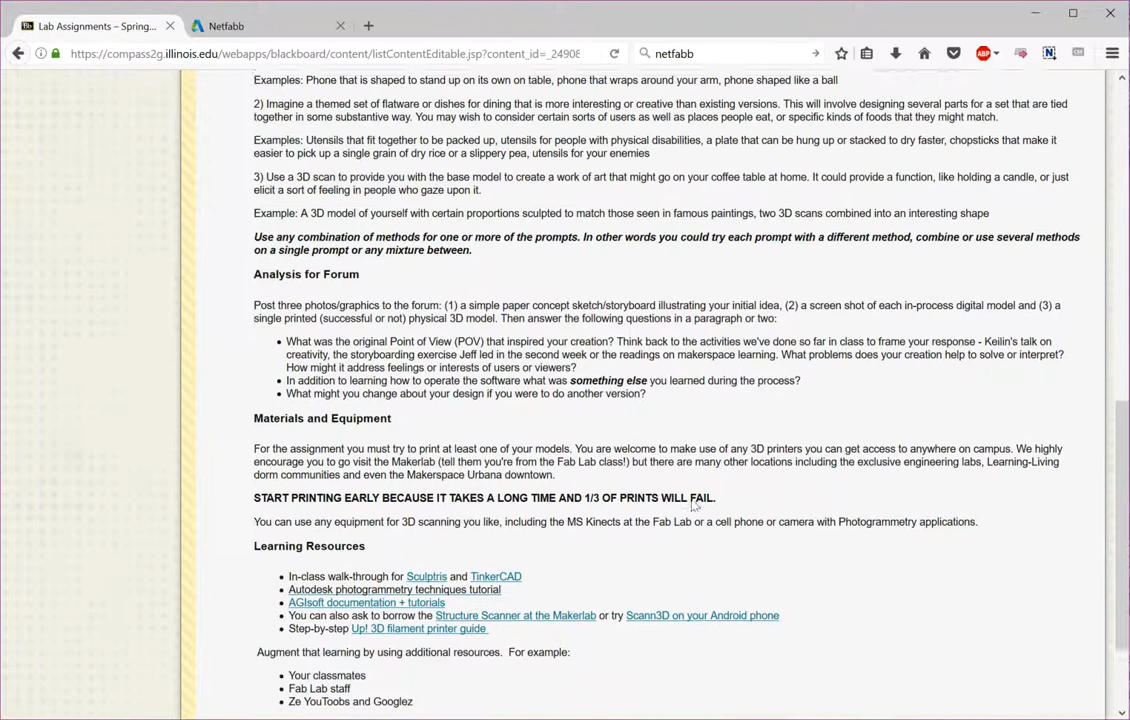 Lab Assignments – Spring...
Netfabb
https://compass2g.illinois.edu/webapps/blackboard/content/listContentEditable.jsp?content_id=_24908
netfabb
ABP
Examples: Phone that is shaped to stand up on its own on table, phone that wraps around your arm, phone shaped like a ball
2) Imagine a themed set of flatware or dishes for dining that is more interesting or creative than existing versions. This will involve designing several parts for a set that are tied
together in some substantive way. You may wish to consider certain sorts of users as well as places people eat, or specific kinds of foods that they might match.
Examples: Utensils that fit together to be packed up, utensils for people with physical disabilities, a plate that can be hung up or stacked to dry faster, chopsticks that make it
easier to pick up a single grain of dry rice or a slippery pea, utensils for your enemies
3) Use a 3D scan to provide you with the base model to create a work of art that might go on your coffee table at home. It could provide a function, like holding a candle, or just
elicit a sort of feeling in people who gaze upon it.
Example: A 3D model of yourself with certain proportions sculpted to match those seen in famous paintings, two 3D scans combined into an interesting shape
Use any combination of methods for one or more of the prompts. In other words you could try each prompt with a different method, combine or use several methods
on a single prompt or any mixture between.
Analysis for Forum
Post three photos/graphics to the forum: (1) a simple paper concept sketch/storyboard illustrating your initial idea, (2) a screen shot of each in-process digital model and (3) a
single printed (successful or not) physical 3D model. Then answer the following questions in a paragraph or two:
• What was the original Point of View (POV) that inspired your creation? Think back to the activities we've done so far in class to frame your response - Keilin's talk on
creativity, the storyboarding exercise Jeff led in the second week or the readings on makerspace learning. What problems does your creation help to solve or interpret?
How might it address feelings or interests of users or viewers?
• In addition to learning how to operate the software what was something else you learned during the process?
• What might you change about your design if you were to do another version?
Materials and Equipment
For the assignment you must try to print at least one of your models. You are welcome to make use of any 3D printers you can get access to anywhere on campus. We highly
encourage you to go visit the Makerlab (tell them you're from the Fab Lab class!) but there are many other locations including the exclusive engineering labs, Learning-Living
dorm communities and even the Makerspace Urbana downtown.
START PRINTING EARLY BECAUSE IT TAKES A LONG TIME AND 1/3 OF PRINTS WILL FAIL.
You can use any equipment for 3D scanning you like, including the MS Kinects at the Fab Lab or a cell phone or camera with Photogrammetry applications.
Learning Resources
• In-class walk-through for Sculptris and TinkerCAD
• Autodesk photogrammetry techniques tutorial
• AGIsoft documentation + tutorials
• You can also ask to borrow the Structure Scanner at the Makerlab or try Scann3D on your Android phone
• Step-by-step Up! 3D filament printer guide
Augment that learning by using additional resources. For example:
• Your classmates
• Fab Lab staff
• Ze YouToobs and Googlez